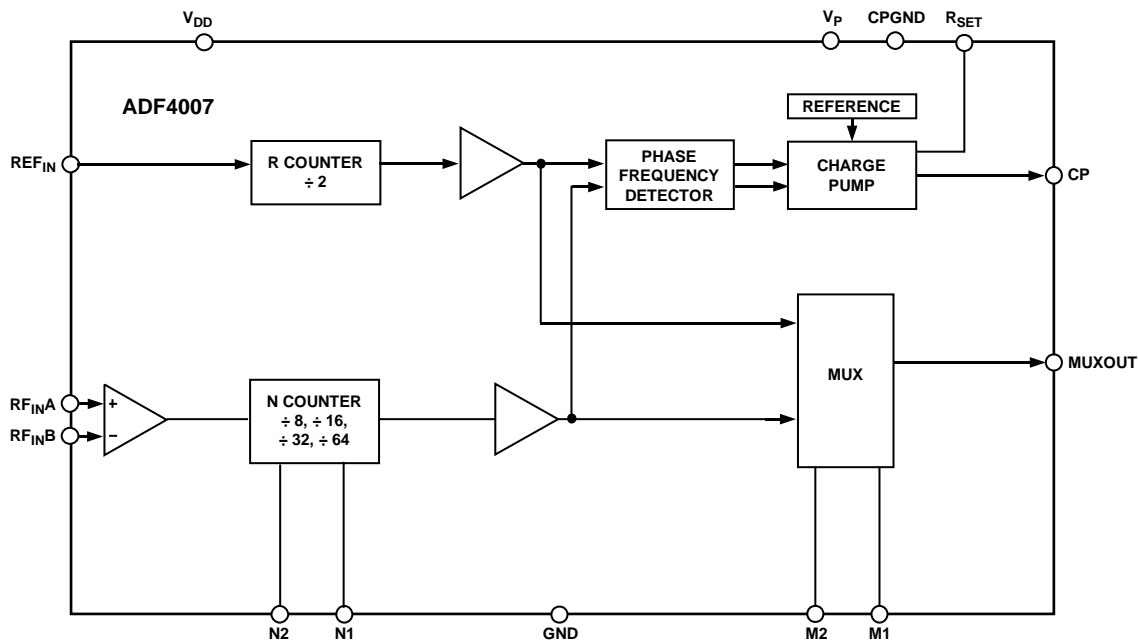 VDD
VP
CPGND
RSET
ADF4007
REFERENCE
REFIN
R COUNTER
÷ 2
PHASE
FREQUENCY
DETECTOR
CHARGE
PUMP
CP
MUX
MUXOUT
RFINA
RFINB
+
−
N COUNTER
÷ 8, ÷ 16,
÷ 32, ÷ 64
N2
N1
GND
M2
M1